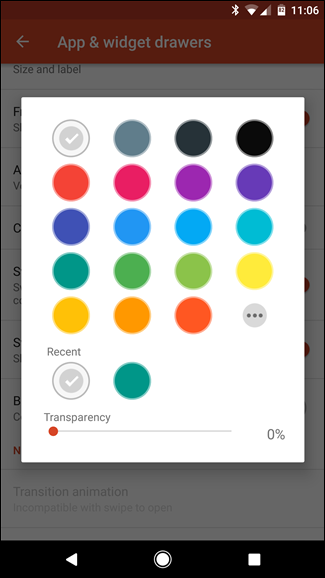 11:06
App & widget drawers
Size and label
Recent
Transparency
0%
Transition animation
Incompatible with swipe to open